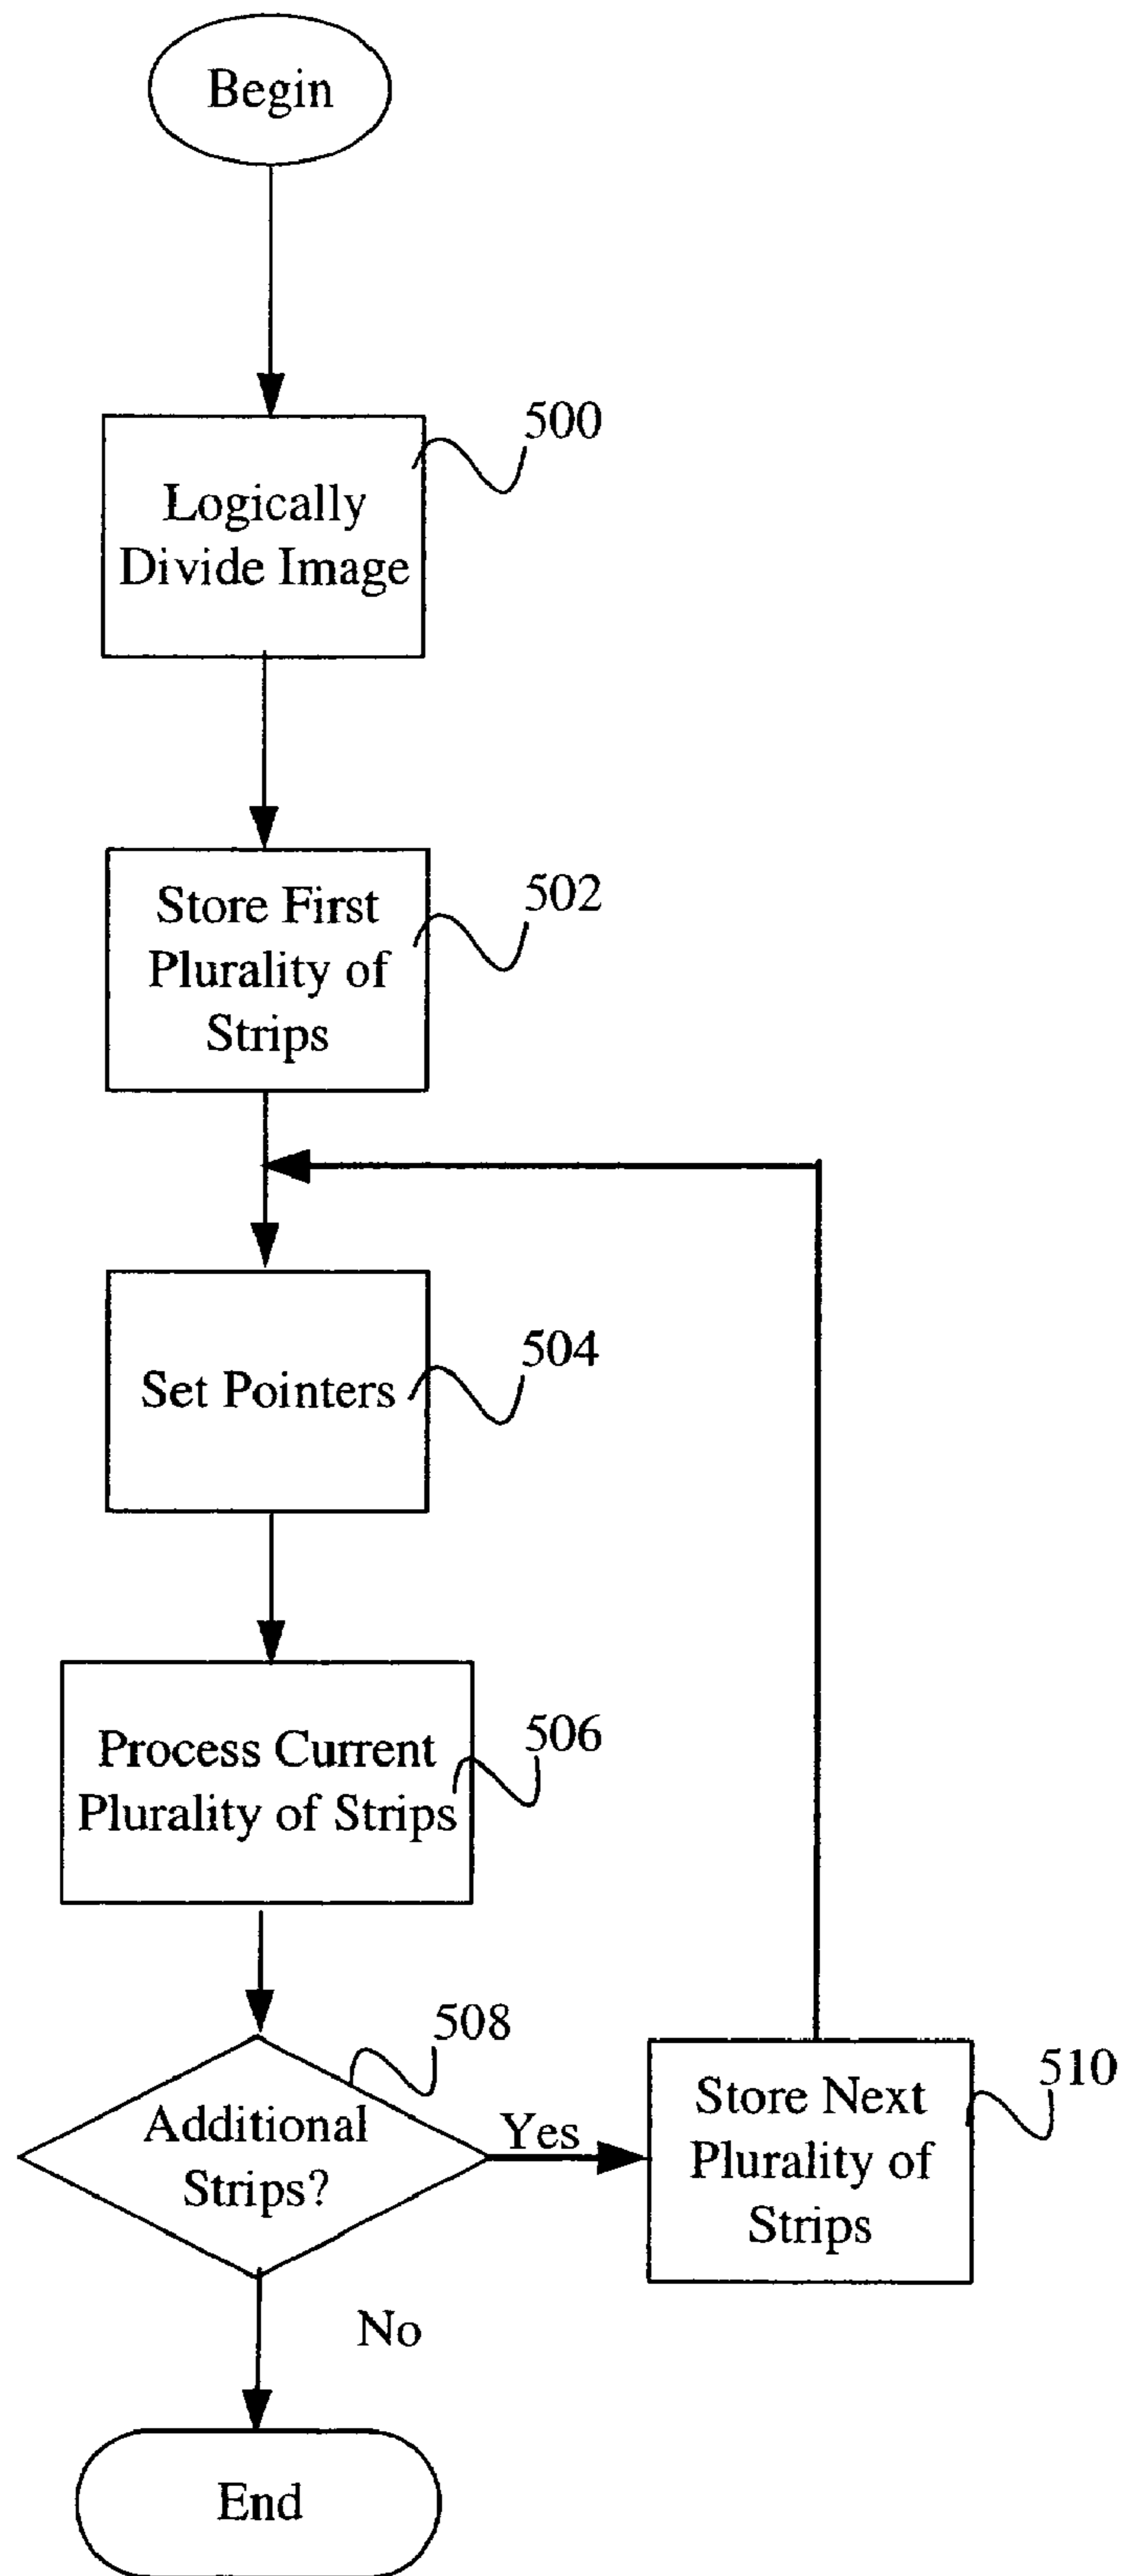 Begin
500
Logically
Divide Image
502
Store First
Plurality of
Strips
504
Set Pointers
506
Process Current
Plurality of Strips
508
Additional
Strips?
Yes
510
Store Next
Plurality of
Strips
No
End